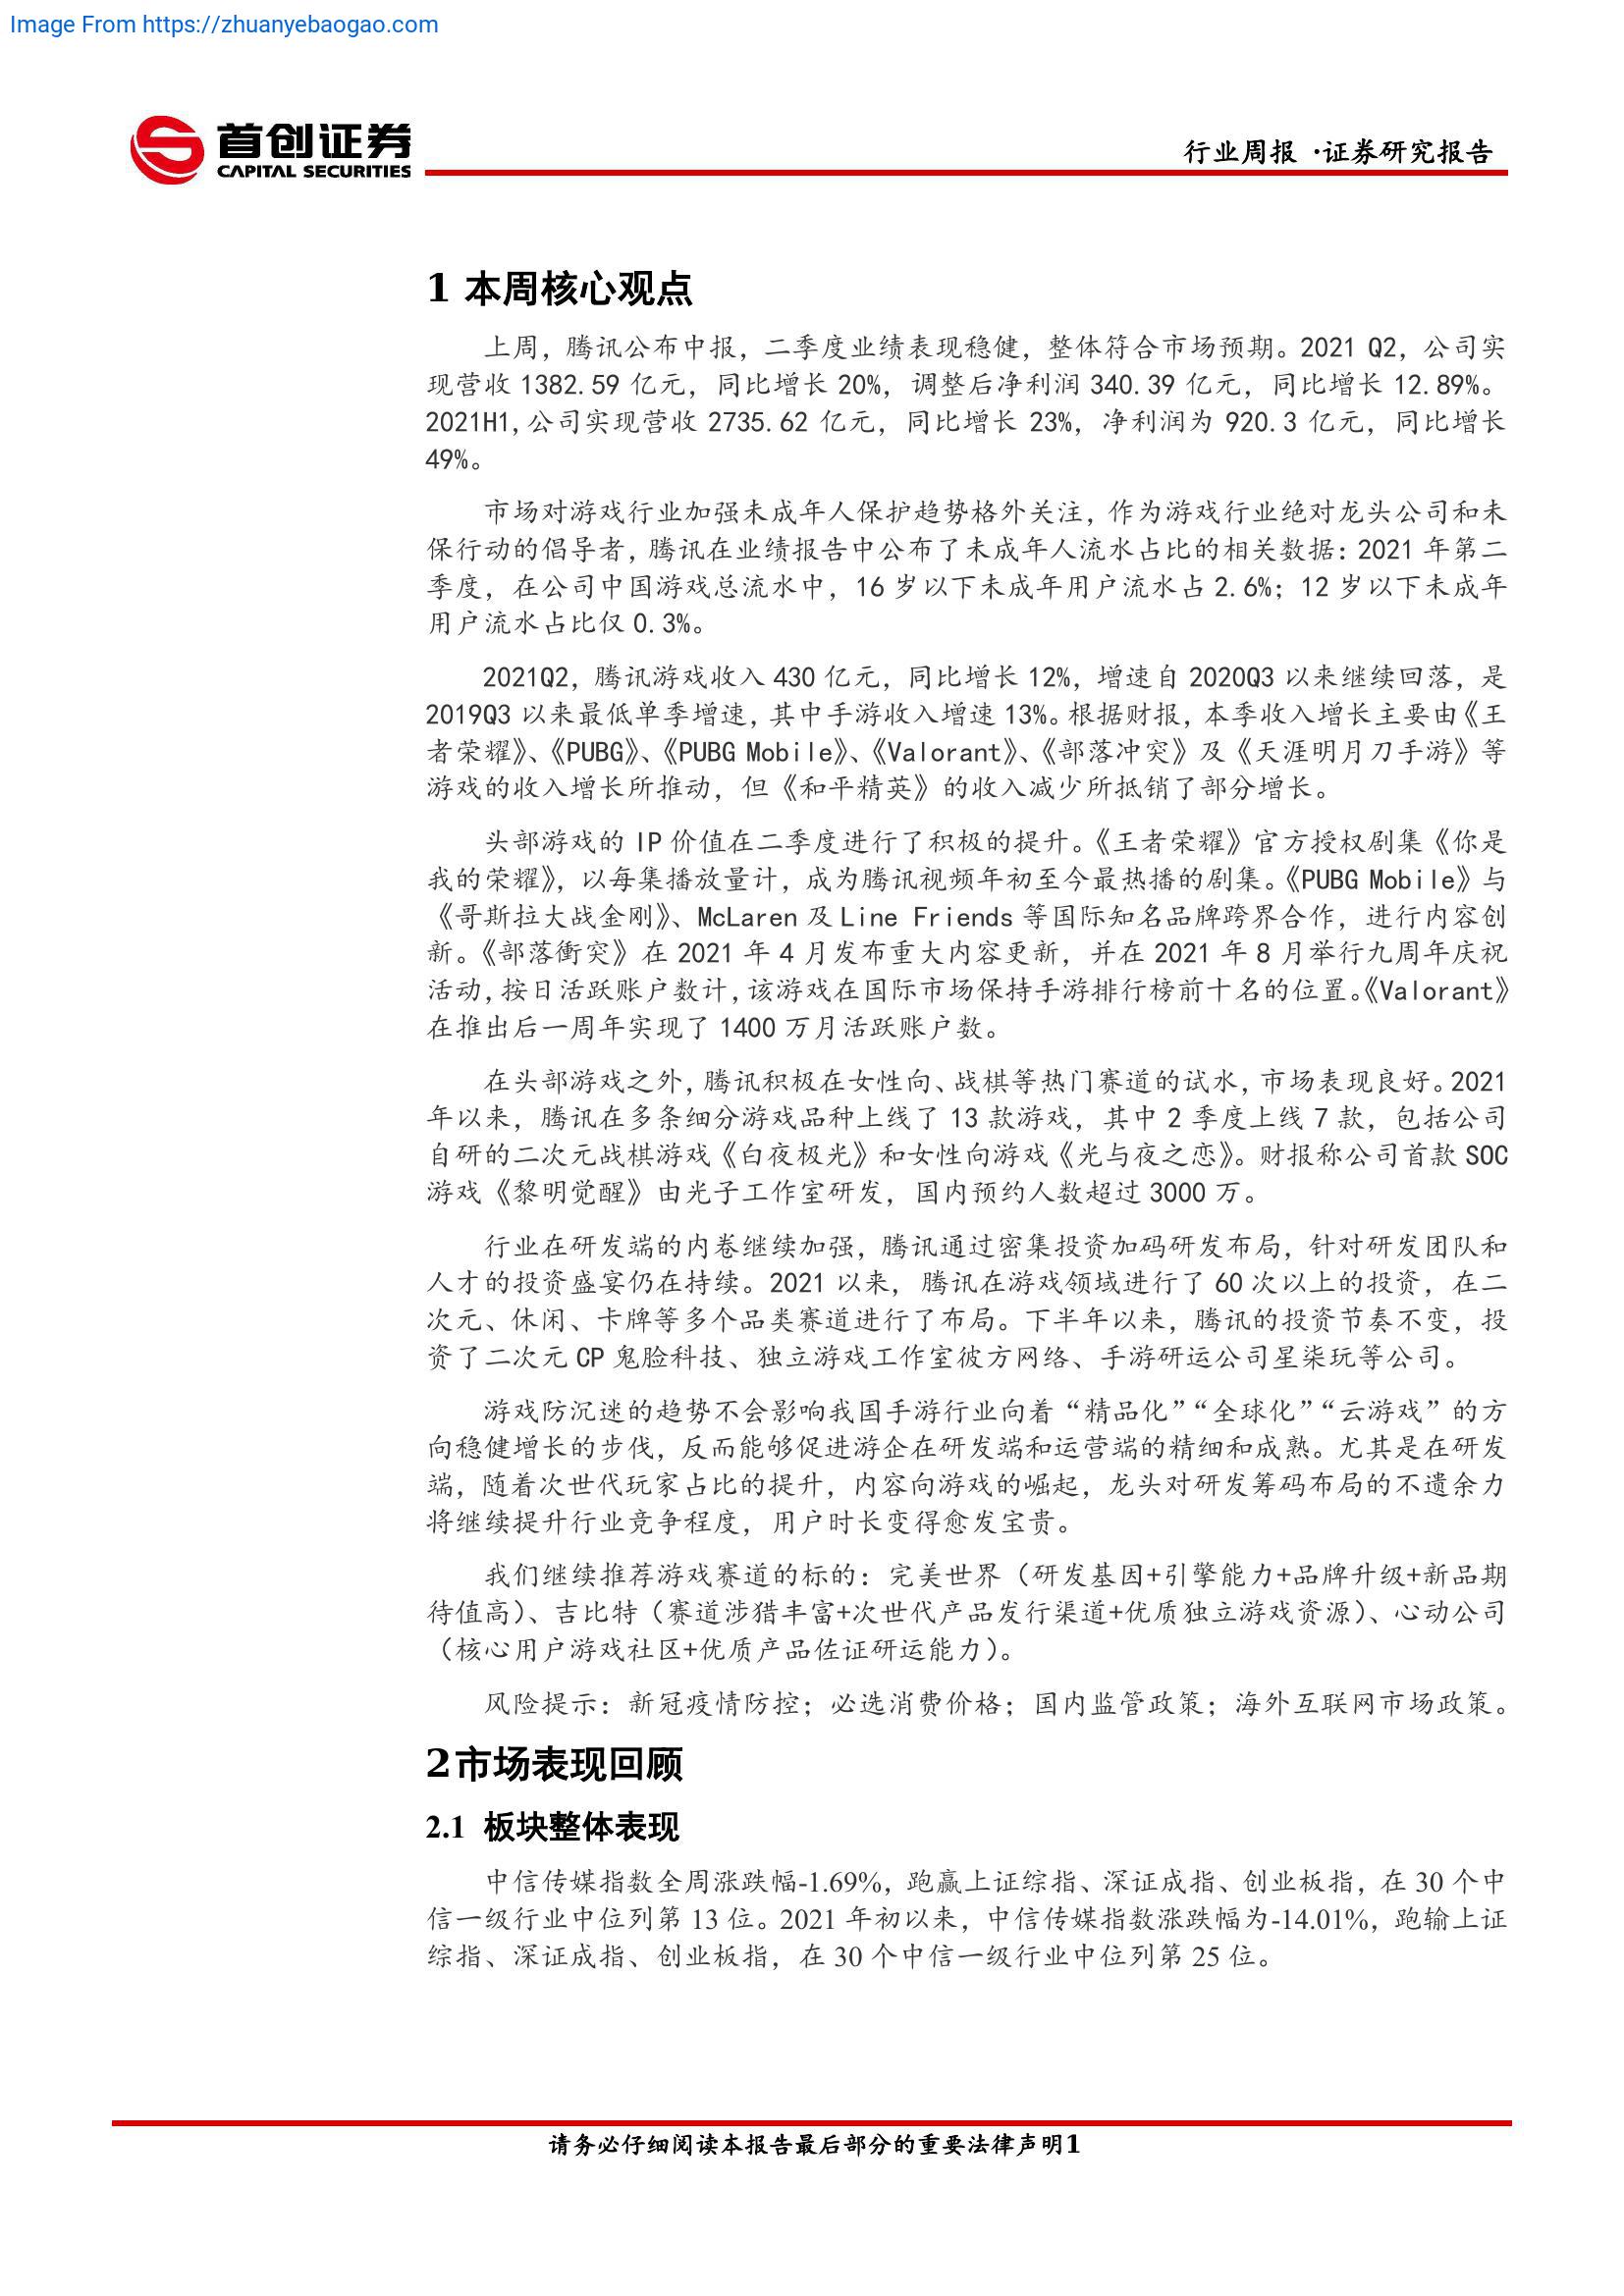 Image From https://zhuanyebaogao.com
首创证券
CAPITAL SECURITIES
行业周报 ·证券研究报告
1 本周核心观点
上周，腾讯公布中报，二季度业绩表现稳健，整体符合市场预期。2021 Q2，公司实
现营收 1382.59 亿元，同比增长 20%，调整后净利润 340.39 亿元，同比增长 12.89%。
2021H1,公司实现营收 2735.62 亿元，同比增长 23%，净利润为 920.3 亿元，同比增长
49%。
市场对游戏行业加强未成年人保护趋势格外关注，作为游戏行业绝对龙头公司和未
保行动的倡导者，腾讯在业绩报告中公布了未成年人流水占比的相关数据：2021 年第二
季度，在公司中国游戏总流水中，16 岁以下未成年用户流水占 2.6%；12 岁以下未成年
用户流水占比仅 0.3%。
2021Q2，腾讯游戏收入 430 亿元，同比增长 12%，增速自 2020Q3 以来继续回落，是
2019Q3 以来最低单季增速，其中手游收入增速 13%。根据财报，本季收入增长主要由《王
者荣耀》、《PUBG》、《PUBG Mobile》、《Valorant》、《部落冲突》及《天涯明月刀手游》等
游戏的收入增长所推动，但《和平精英》的收入减少所抵销了部分增长。
头部游戏的 IP 价值在二季度进行了积极的提升。《王者荣耀》官方授权剧集《你是
我的荣耀》，以每集播放量计，成为腾讯视频年初至今最热播的剧集。《PUBG Mobile》与
《哥斯拉大战金刚》、McLaren 及 Line Friends 等国际知名品牌跨界合作，进行内容创
新。《部落衝突》在 2021 年 4 月发布重大内容更新，并在 2021 年 8 月举行九周年庆祝
活动,按日活跃账户数计,该游戏在国际市场保持手游排行榜前十名的位置。《Valorant》
在推出后一周年实现了 1400 万月活跃账户数。
在头部游戏之外，腾讯积极在女性向、战棋等热门赛道的试水，市场表现良好。2021
年以来，腾讯在多条细分游戏品种上线了 13 款游戏，其中 2 季度上线 7 款，包括公司
自研的二次元战棋游戏《白夜极光》和女性向游戏《光与夜之恋》。财报称公司首款 SOC
游戏《黎明觉醒》由光子工作室研发，国内预约人数超过 3000 万。
行业在研发端的内卷继续加强，腾讯通过密集投资加码研发布局，针对研发团队和
人才的投资盛宴仍在持续。2021 以来，腾讯在游戏领域进行了 60 次以上的投资，在二
次元、休闲、卡牌等多个品类赛道进行了布局。下半年以来，腾讯的投资节奏不变，投
资了二次元 CP 鬼脸科技、独立游戏工作室彼方网络、手游研运公司星柒玩等公司。
游戏防沉迷的趋势不会影响我国手游行业向着“精品化”“全球化”“云游戏”的方
向稳健增长的步伐，反而能够促进游企在研发端和运营端的精细和成熟。尤其是在研发
端，随着次世代玩家占比的提升，内容向游戏的崛起，龙头对研发筹码布局的不遗余力
将继续提升行业竞争程度，用户时长变得愈发宝贵。
我们继续推荐游戏赛道的标的：完美世界（研发基因+引擎能力+品牌升级+新品期
待值高）、吉比特（赛道涉猎丰富+次世代产品发行渠道+优质独立游戏资源）、心动公司
（核心用户游戏社区+优质产品佐证研运能力）。
风险提示：新冠疫情防控；必选消费价格；国内监管政策；海外互联网市场政策。
2 市场表现回顾
2.1 板块整体表现
中信传媒指数全周涨跌幅-1.69%，跑赢上证综指、深证成指、创业板指，在 30 个中
信一级行业中位列第 13 位。2021 年初以来，中信传媒指数涨跌幅为-14.01%，跑输上证
综指、深证成指、创业板指，在 30 个中信一级行业中位列第 25 位。
请务必仔细阅读本报告最后部分的重要法律声明1